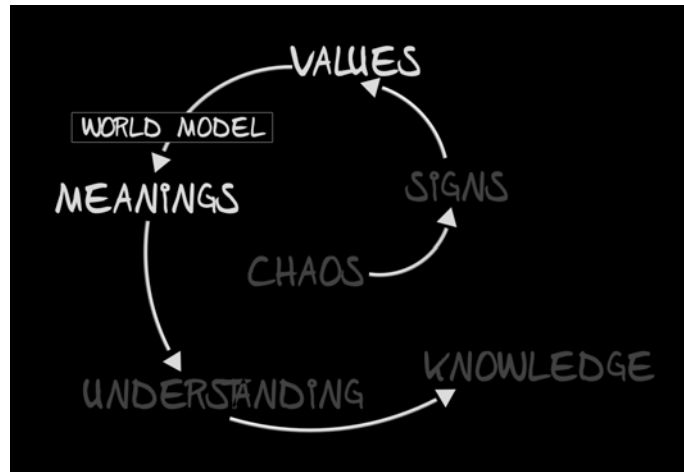 VALUES
WORLD MODEL
MEANINGS
SIGNS
CHAOS
UNDERSTANDING
KNOWLEDGE